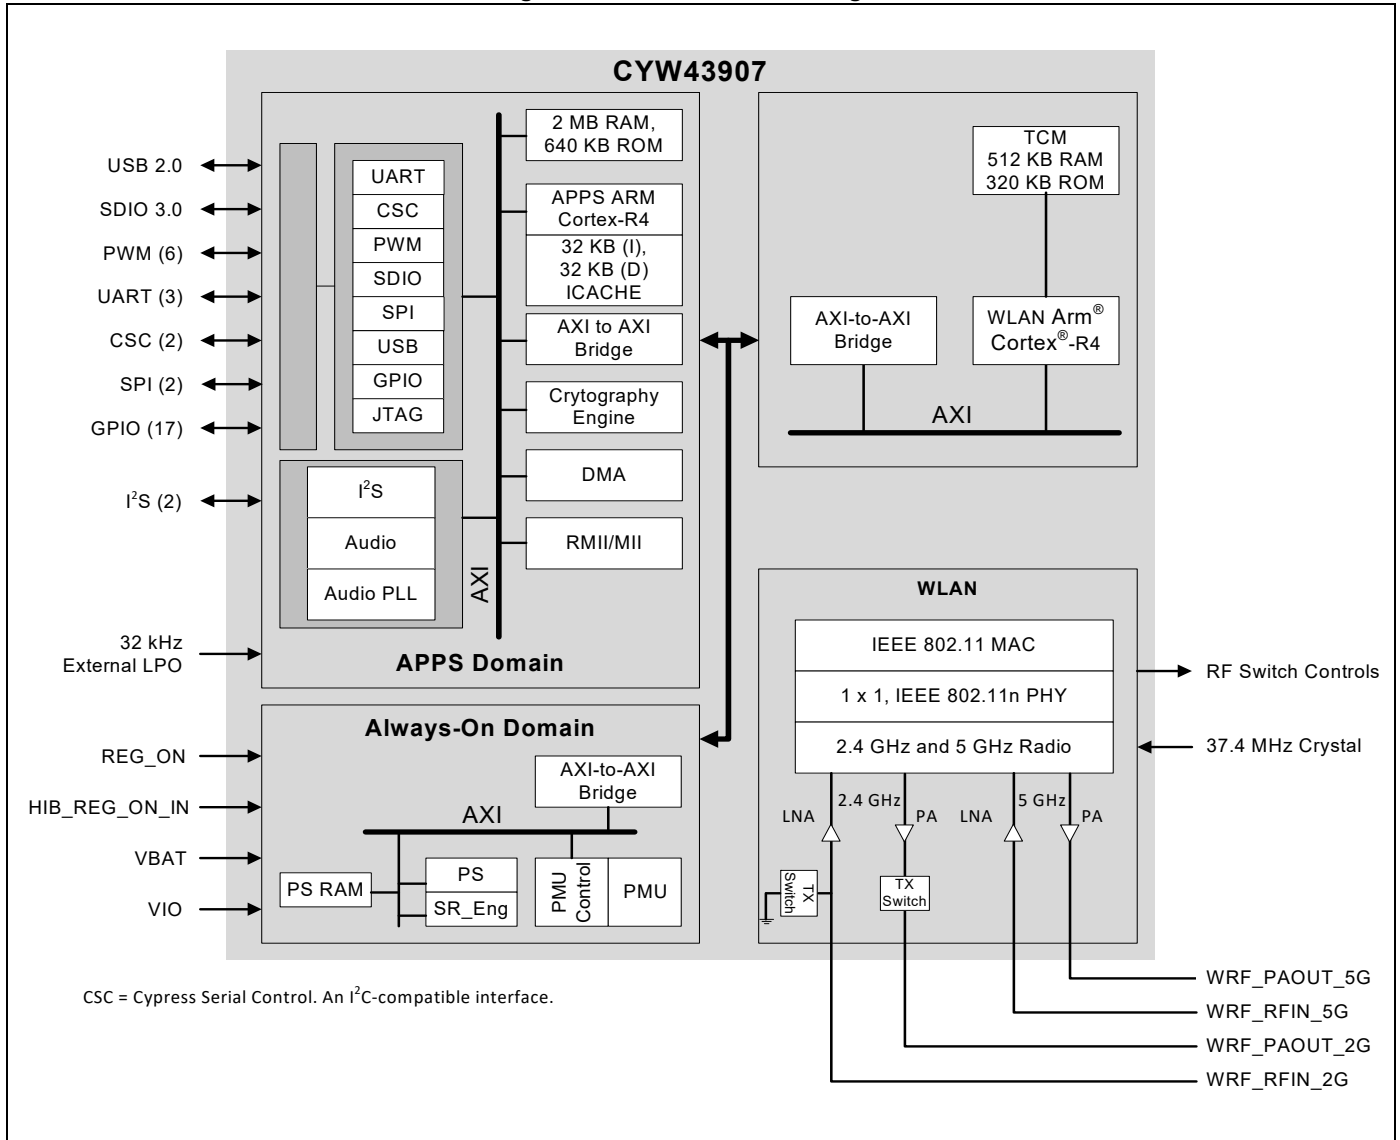 CYW43907
USB 2.0
SDIO 3.0
PWM (6)
UART (3)
CSC (2)
SPI (2)
GPIO (17)
I²S (2)
32 kHz
External LPO
REG_ON
HIB_REG_ON_IN
VBAT
VIO
UART
CSC
PWM
SDIO
SPI
USB
GPIO
JTAG
I²S
Audio
Audio PLL
AXI
2 MB RAM,
640 KB ROM
APPS ARM
Cortex-R4
32 KB (I),
32 KB (D)
ICACHE
AXI to AXI
Bridge
Crytography
Engine
DMA
RMII/MII
APPS Domain
Always-On Domain
AXI-to-AXI
Bridge
AXI
PS RAM
PS
SR_Eng
PMU
Control
PMU
TCM
512 KB RAM
320 KB ROM
AXI-to-AXI
Bridge
WLAN Arm®
Cortex®-R4
AXI
WLAN
IEEE 802.11 MAC
1 x 1, IEEE 802.11n PHY
2.4 GHz and 5 GHz Radio
LNA
2.4 GHz
PA
LNA
5 GHz
PA
TX
Switch
TX
Switch
RF Switch Controls
37.4 MHz Crystal
WRF_PAOUT_5G
WRF_RFIN_5G
WRF_PAOUT_2G
WRF_RFIN_2G
CSC = Cypress Serial Control. An I²C-compatible interface.